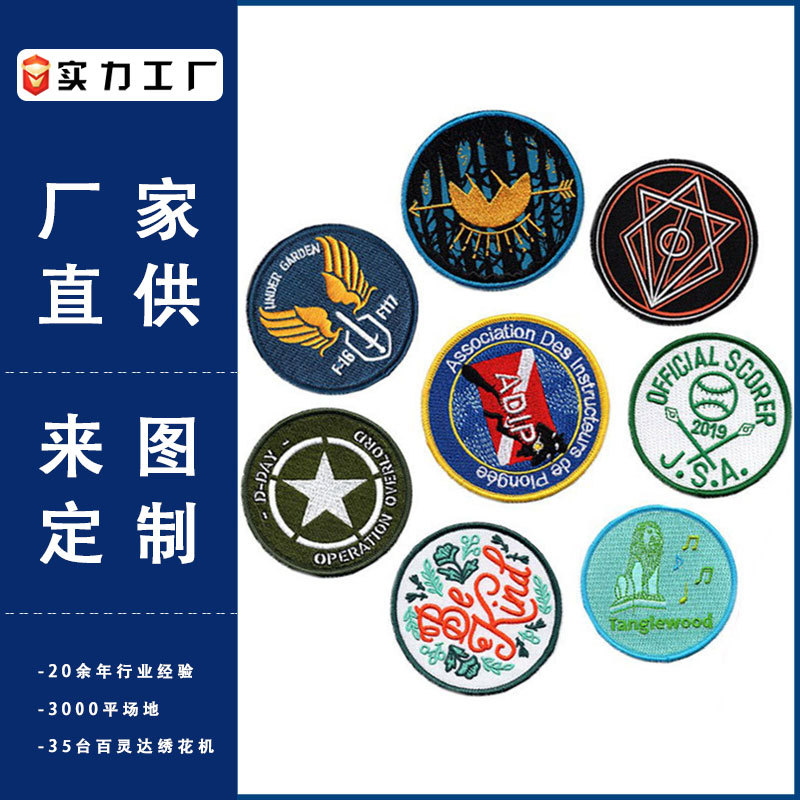 实力工厂
厂家
直供
来图
定制
-20余年行业经验
-3000平场地
-35台百灵达绣花机
UNDER GARDEN
F-16 F117
Association Des Instructeurs de Plongée
ADIP
OFFICIAL SCORER
2019
J.S.A.
- D-DAY -
OPERATION OVERLORD
Be
Kind
Tanglewood